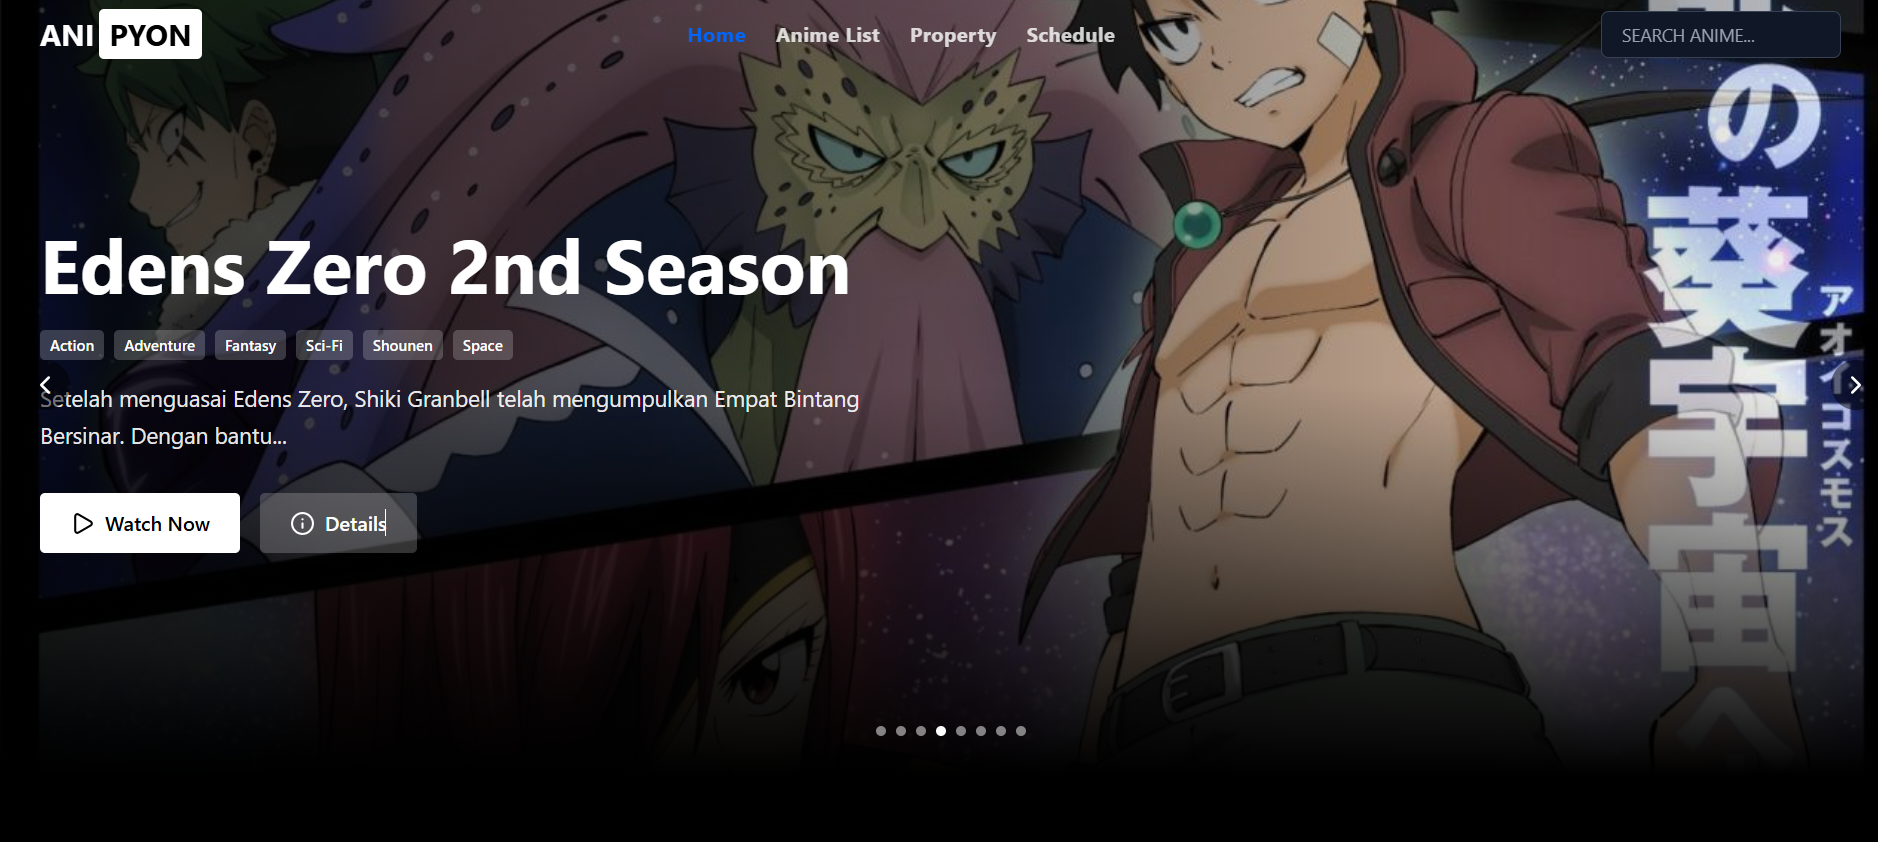 ANI PYON
Home
Anime List
Property
Schedule
SEARCH ANIME...
Edens Zero 2nd Season
Action
Adventure
Fantasy
Sci-Fi
Shounen
Space
Setelah menguasai Edens Zero, Shiki Granbell telah mengumpulkan Empat Bintang
Bersinar. Dengan bantu...
Watch Now
Details
の葵宇宙へ
アオイコスモス